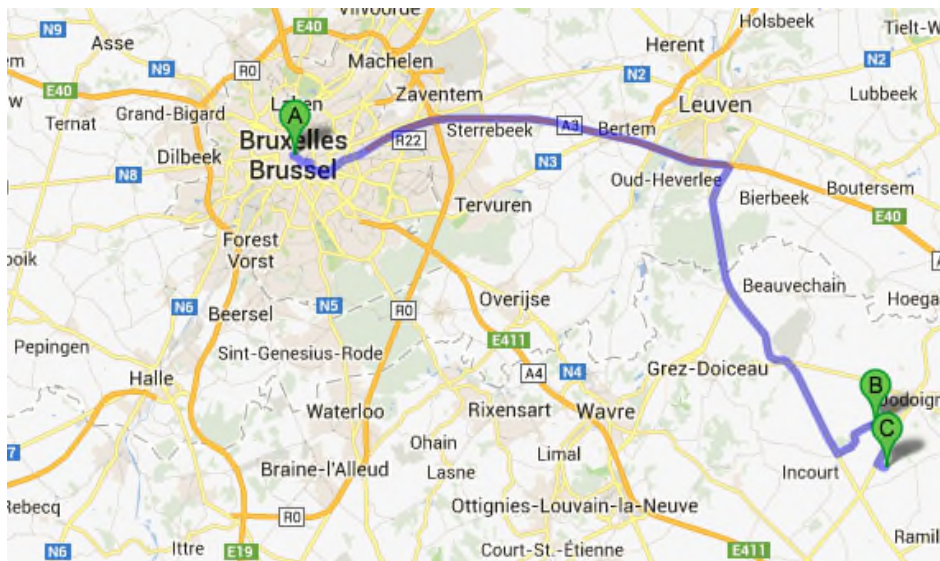 Vilvoorde
N9
E40
Holsbeek
Tielt-W
Asse
Herent
Machelen
N9
R0
N2
N2
E40
Zaventem
Grand-Bigard
Leuven
Lubbeek
Ternat
A
Sterrebeek
A3
Bertem
Bruxelles
Brussel
R22
Dilbeek
N3
N8
Oud-Heverlee
Boutersem
Bierbeek
Tervuren
E40
Forest
Vorst
ooik
Beauvechain
N6
N5
R0
Overijse
Hoega
Beersel
E411
Pepingen
Sint-Genesius-Rode
N4
Grez-Doiceau
Halle
A4
B
Waterloo
Rixensart
Wavre
C
Ohain
Limal
Braine-l'Alleud
Lasne
Incourt
Rebecq
R0
Ottignies-Louvain-la-Neuve
Ramil
N6
Ittre
E19
Court-St.-Étienne
E411